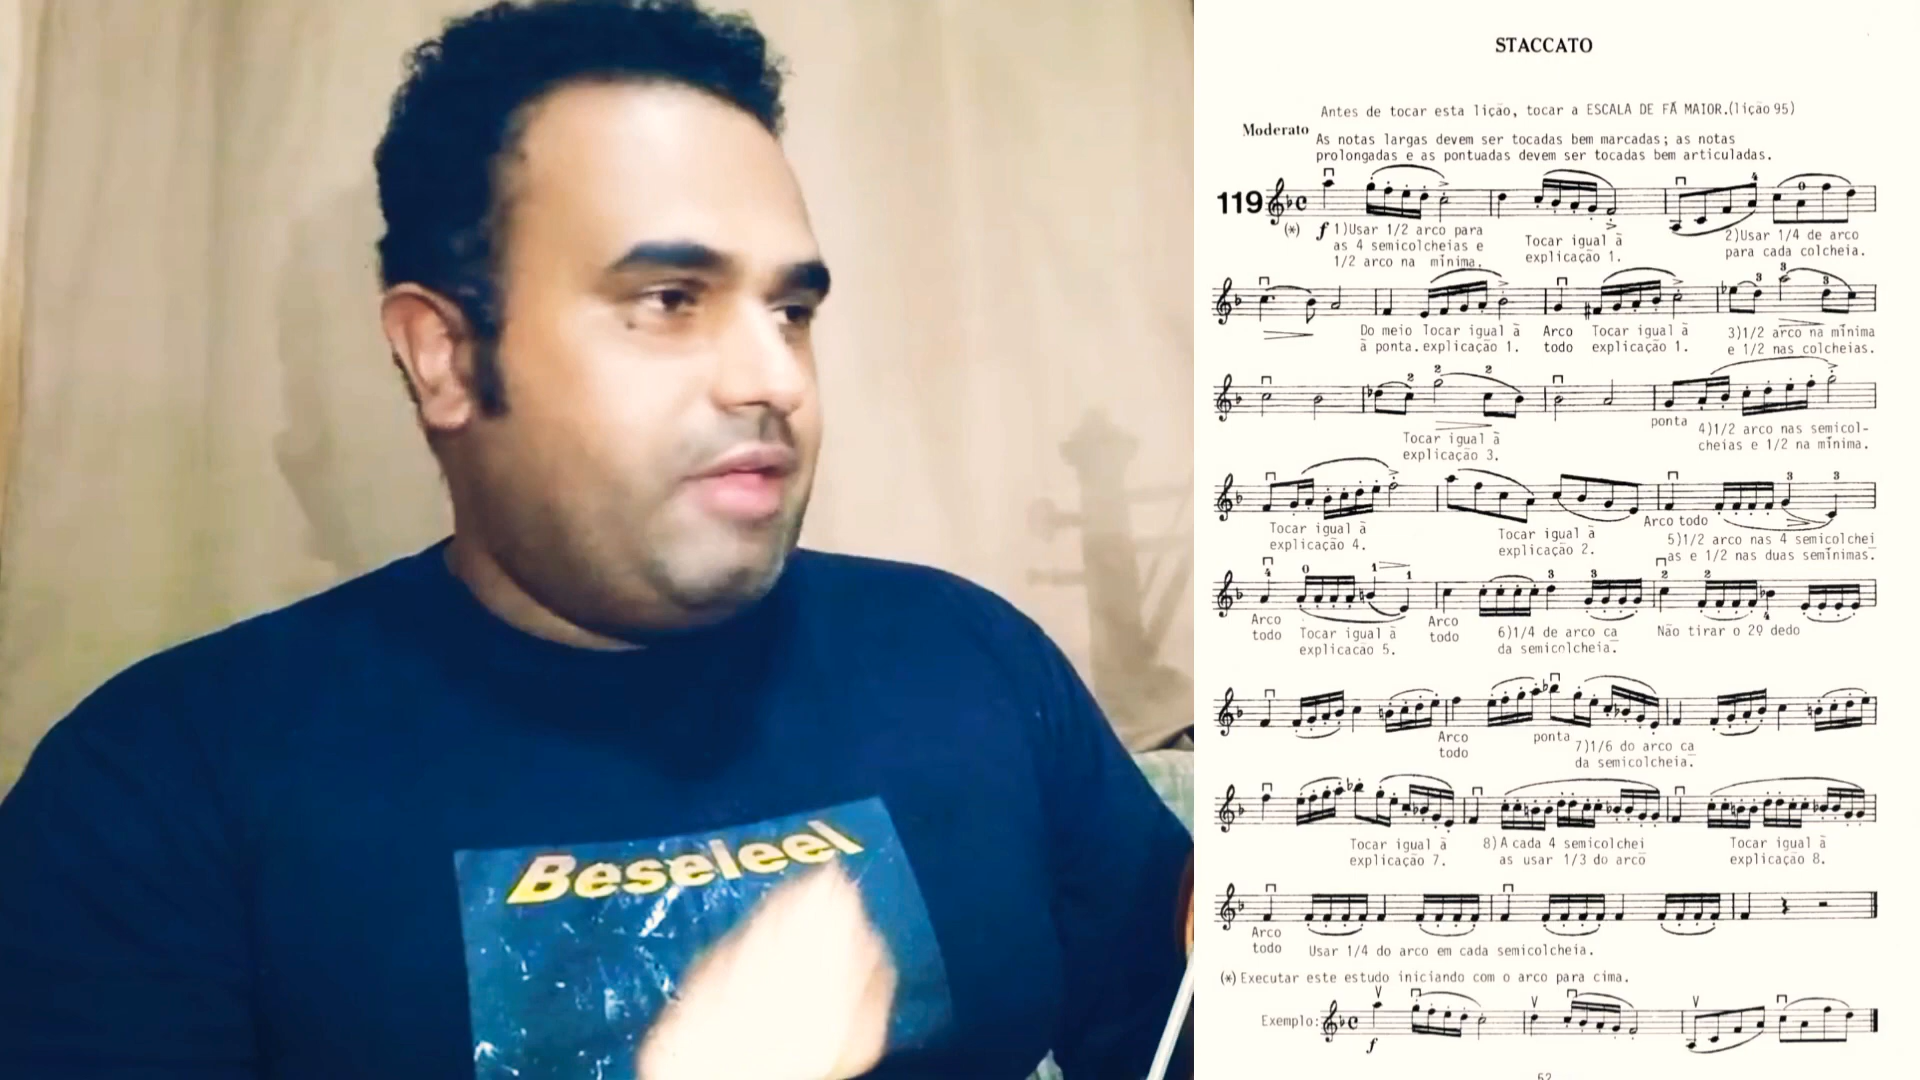 Beseleel
STACCATO
Antes de tocar esta lição, tocar a ESCALA DE FÁ MAIOR.(lição 95)
Moderato
As notas largas devem ser tocadas bem marcadas; as notas
prolongadas e as pontuadas devem ser tocadas bem articuladas.
119
(*) f 1)Usar 1/2 arco para
as 4 semicolcheias e
1/2 arco na mínima.
Tocar igual à
explicação 1.
2)Usar 1/4 de arco
para cada colcheia.
Do meio
à ponta.
Tocar igual à
explicação 1.
Arco
todo
Tocar igual à
explicação 1.
3)1/2 arco na mínima
e 1/2 nas colcheias.
Tocar igual à
explicação 3.
ponta
4)1/2 arco nas semicol-
cheias e 1/2 na mínima.
Tocar igual à
explicação 4.
Tocar igual à
explicação 2.
Arco todo
5)1/2 arco nas 4 semicolchei
as e 1/2 nas duas semínimas.
Arco
todo
Tocar igual à
explicação 5.
Arco
todo
6)1/4 de arco ca
da semicolcheia.
Não tirar o 2º dedo
Arco
todo
ponta
7)1/6 do arco ca
da semicolcheia.
Tocar igual à
explicação 7.
8)A cada 4 semicolchei
as usar 1/3 do arco
Tocar igual à
explicação 8.
Arco
todo
Usar 1/4 do arco em cada semicolcheia.
(*)Executar este estudo iniciando com o arco para cima.
Exemplo:
f